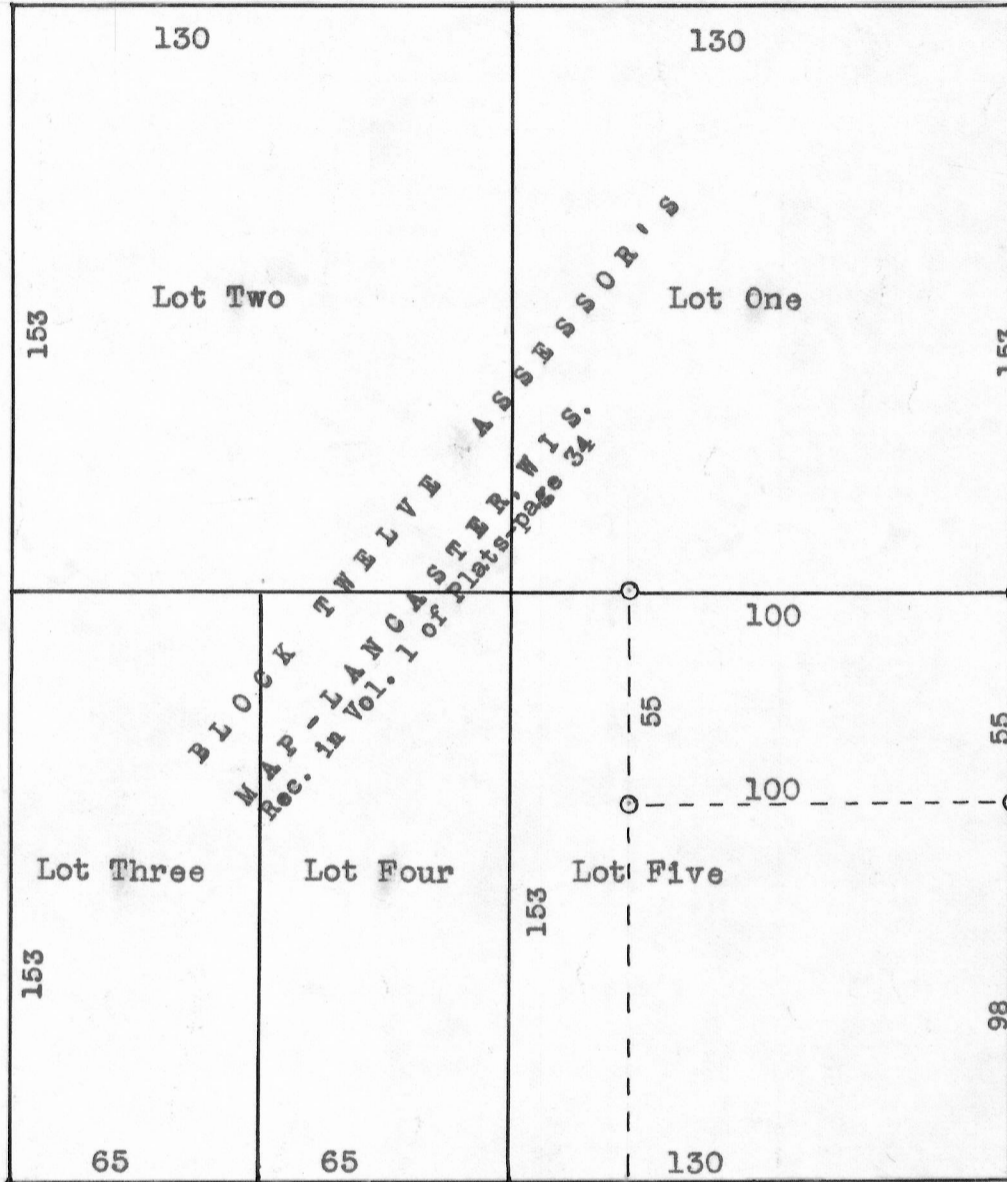 130
130
Lot Two
Lot One
153
153
BLOCK TWELVE ASSESSOR'S
MAP-LANCASTER, WIS.
Rec. in Vol. 1 of Plats-page 34
100
55
55
100
Lot Three
Lot Four
Lot Five
153
153
98
65
65
130